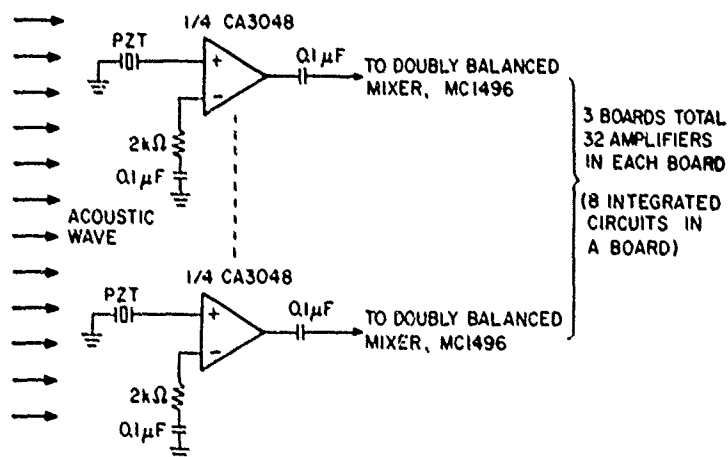 1/4 CA3048
PZT
+
−
0.1μF
TO DOUBLY BALANCED
MIXER, MC1496
2kΩ
0.1μF
3 BOARDS TOTAL
32 AMPLIFIERS
IN EACH BOARD
(8 INTEGRATED
CIRCUITS IN
A BOARD)
ACOUSTIC
WAVE
1/4 CA3048
PZT
+
−
0.1μF
TO DOUBLY BALANCED
MIXER, MC1496
2kΩ
0.1μF